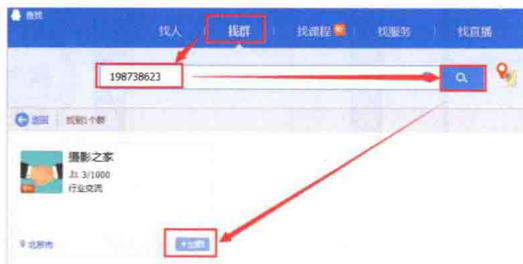 查找
找人 找群 找课程 找服务 找直播
198738623
返回 找到1个群
摄影之家
3/1000
行业交流
北京市
+加群